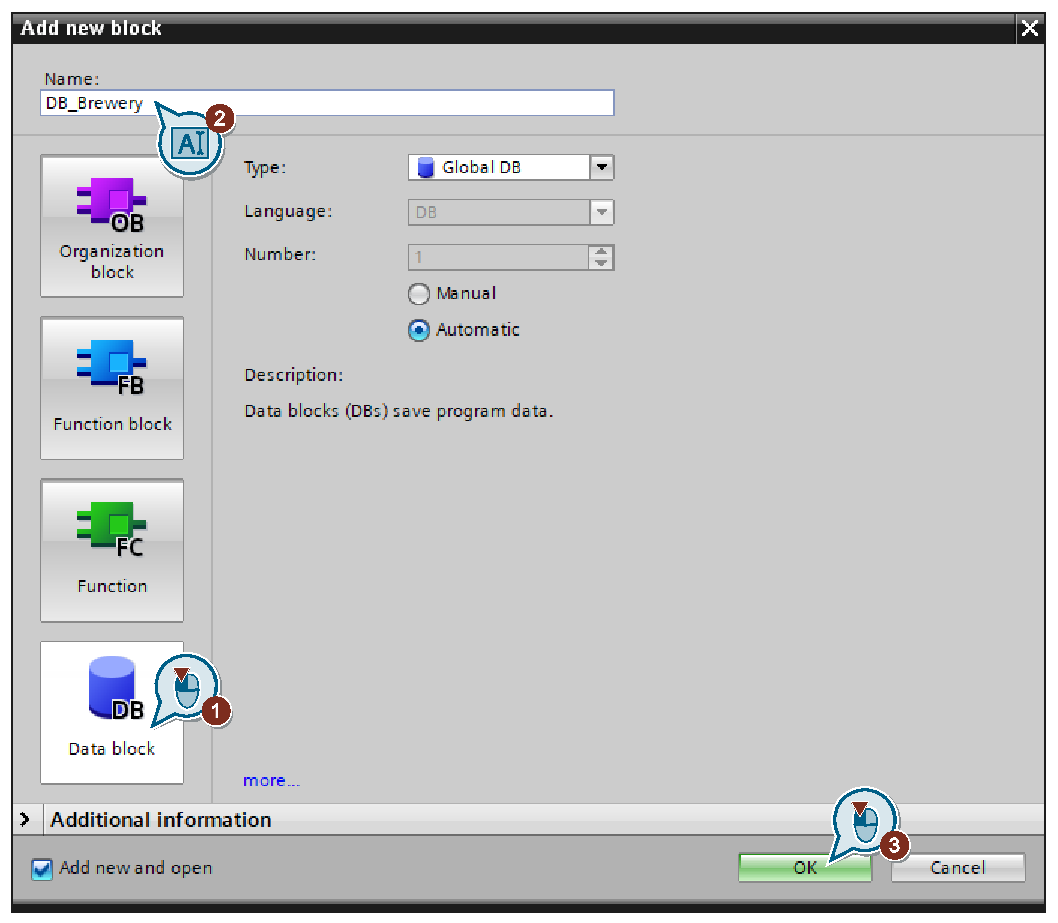 Add new block
Name:
DB_Brewery
2
AI
OB
Organization
block
Type:
Global DB
Language:
DB
Number:
1
Manual
Automatic
FB
Function block
Description:
Data blocks (DBs) save program data.
FC
Function
DB
1
Data block
more...
Additional information
3
Add new and open
OK
Cancel